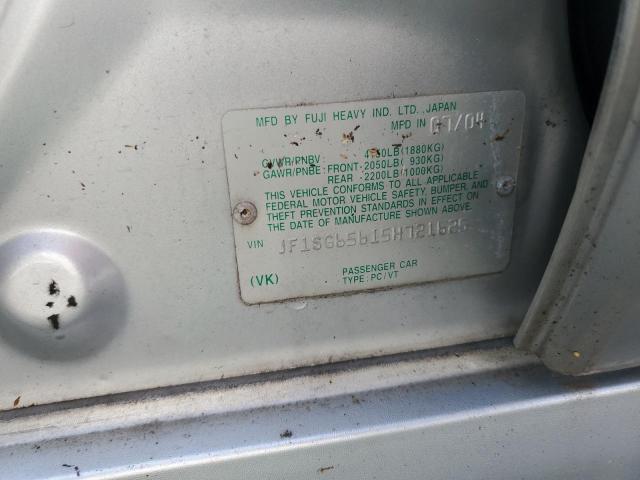 MFD BY FUJI HEAVY IND. LTD., JAPAN
MFD IN 07/04
GVWR/PNBV : 4150LB(1880KG)
GAWR/PNBE: FRONT-2050LB( 930KG)
REAR -2200LB(1000KG)
THIS VEHICLE CONFORMS TO ALL APPLICABLE
FEDERAL MOTOR VEHICLE SAFETY, BUMPER, AND
THEFT PREVENTION STANDARDS IN EFFECT ON
THE DATE OF MANUFACTURE SHOWN ABOVE.
VIN JF1SG65615H721625
(VK) PASSENGER CAR
TYPE: PC/VT